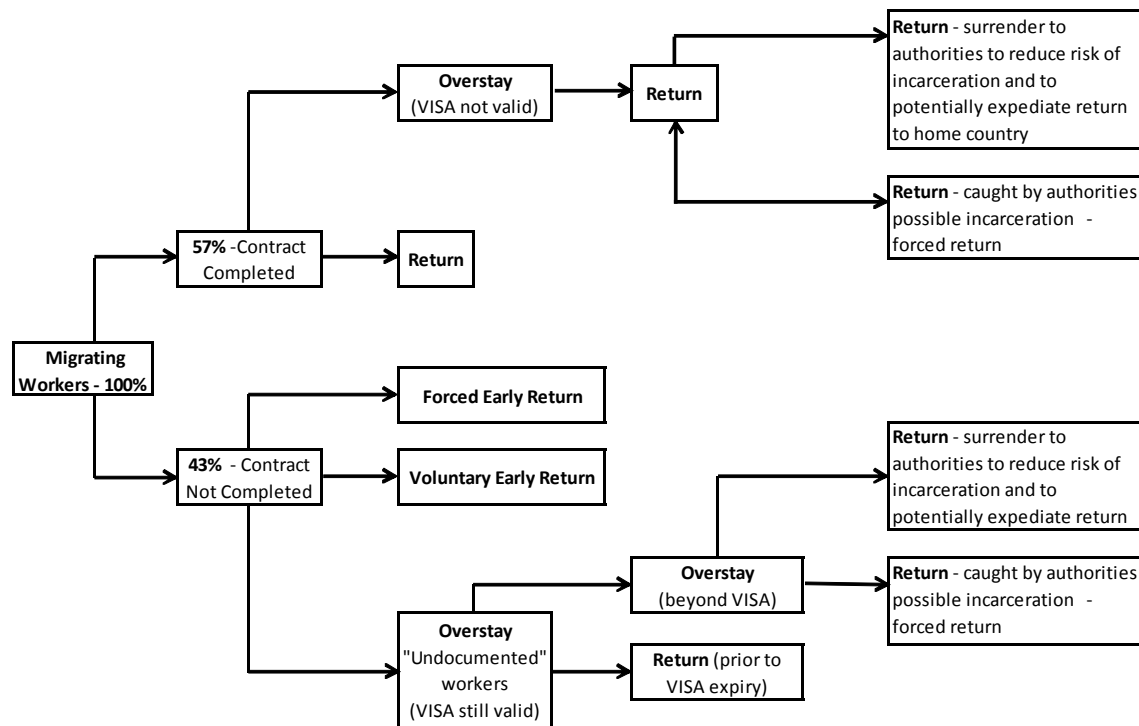 Return - surrender to
authorities to reduce risk of
incarceration and to
potentially expediate return
to home country
Overstay
(VISA not valid)
Return
Return - caught by authorities
possible incarceration -
forced return
57% -Contract
Completed
Return
Migrating
Workers - 100%
Forced Early Return
43% - Contract
Not Completed
Voluntary Early Return
Return - surrender to
authorities to reduce risk of
incarceration and to
potentially expediate return
Overstay
(beyond VISA)
Return - caught by authorities
possible incarceration -
forced return
Overstay
"Undocumented"
workers
(VISA still valid)
Return (prior to
VISA expiry)